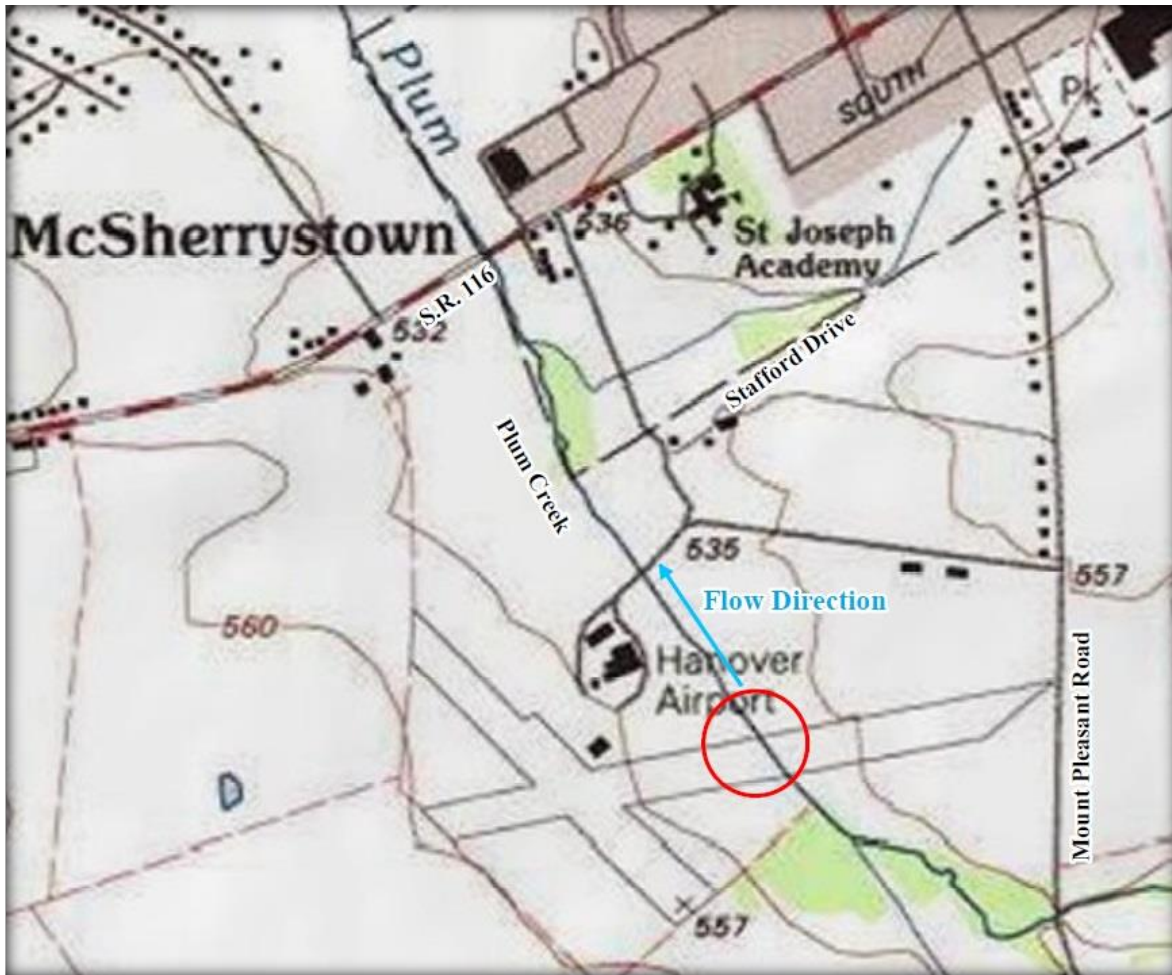 Plum
SOUTH
Pk
McSherrystown
536
St Joseph
Academy
S.R. 116
532
Stafford Drive
Plum Creek
535
557
Flow Direction
560
Hanover
Airport
Mount Pleasant Road
557